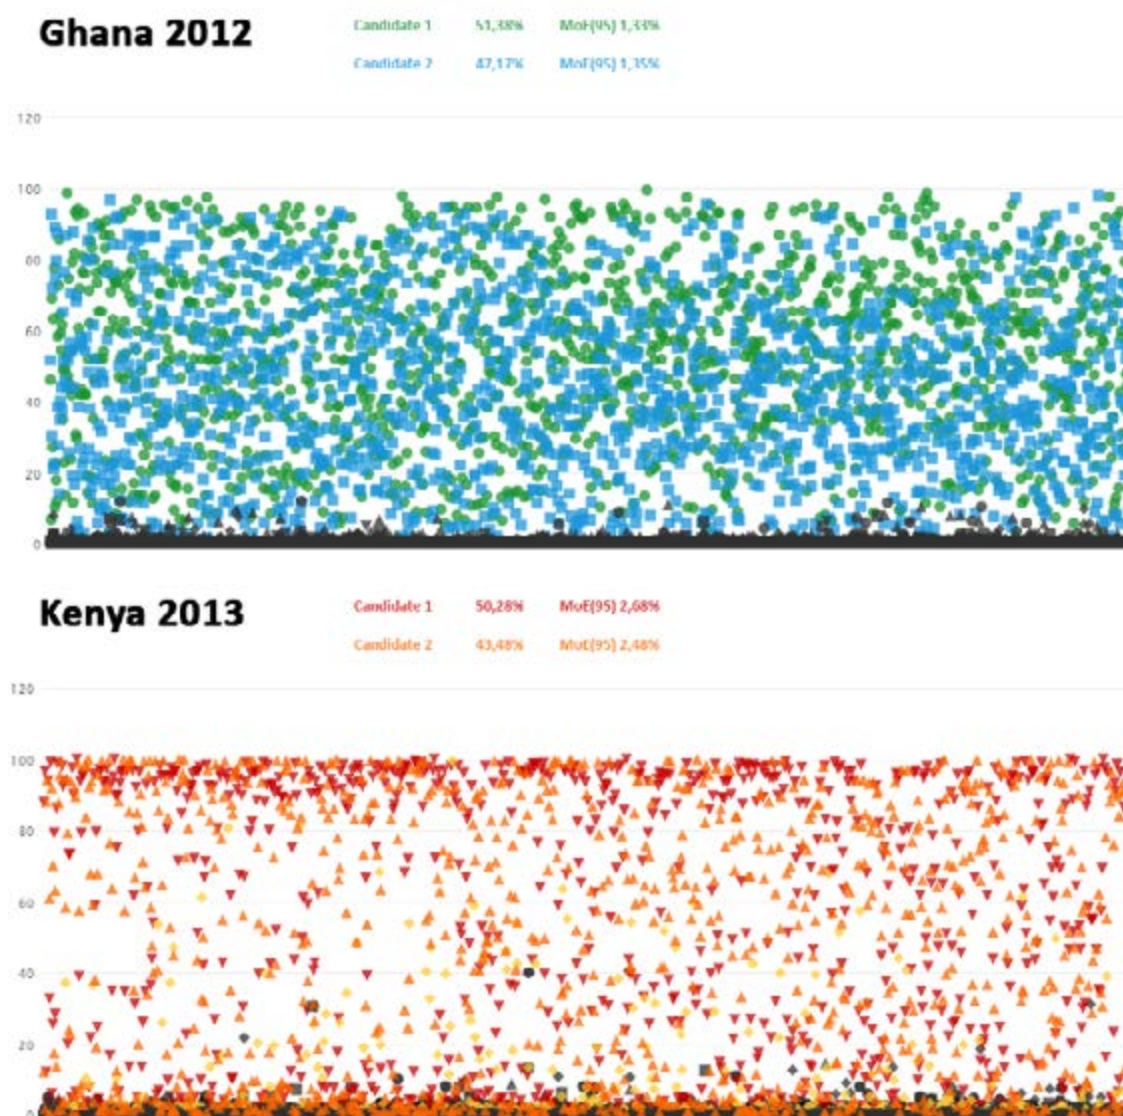 Ghana 2012
Candidate 1 51,38% MoE(95) 1,33%
Candidate 2 47,17% MoE(95) 1,35%
120
100
80
60
40
20
0
Kenya 2013
Candidate 1 50,28% MoE(95) 2,68%
Candidate 2 43,48% MoE(95) 2,48%
120
100
80
60
40
20
0